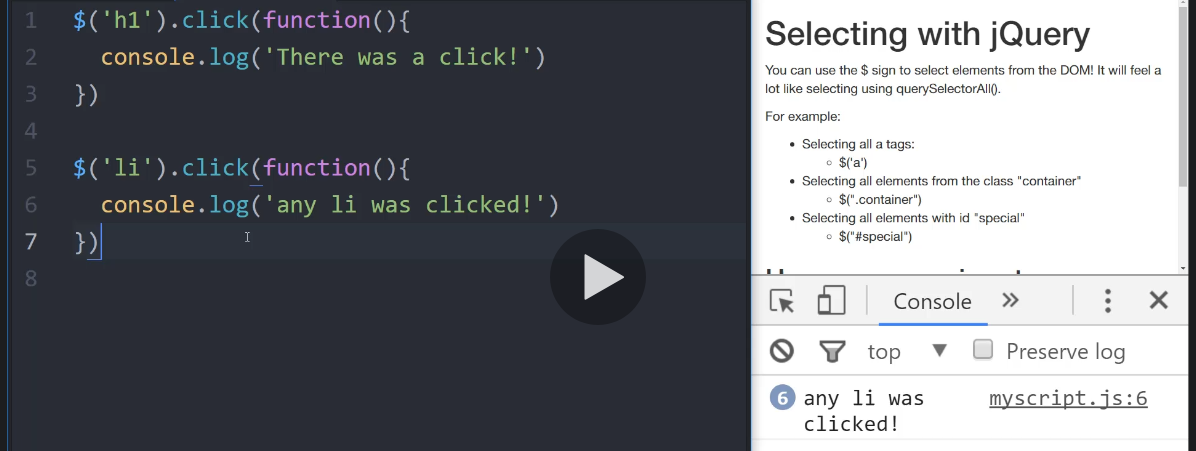 1 $('h1').click(function(){
2 console.log('There was a click!')
3 })
4
5 $('li').click(function(){
6 console.log('any li was clicked!')
7 })
8
Selecting with jQuery
You can use the $ sign to select elements from the DOM! It will feel a
lot like selecting using querySelectorAll().
For example:
• Selecting all a tags:
◦ $('a')
• Selecting all elements from the class "container"
◦ $(".container")
• Selecting all elements with id "special"
◦ $("#special")
Console »
top ▼ Preserve log
6 any li was myscript.js:6
clicked!